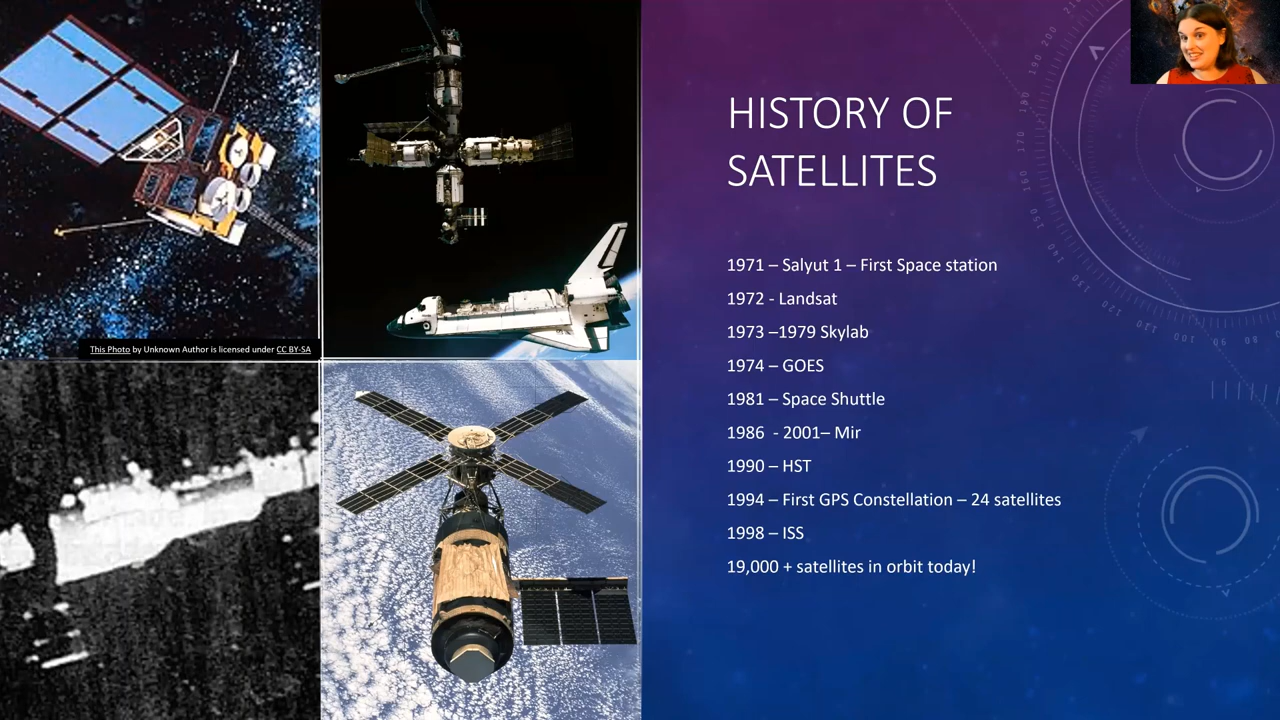 HISTORY OF
SATELLITES
1971 – Salyut 1 – First Space station
1972 - Landsat
1973 –1979 Skylab
1974 – GOES
1981 – Space Shuttle
1986  - 2001– Mir
1990 – HST
1994 – First GPS Constellation – 24 satellites
1998 – ISS
19,000 + satellites in orbit today!
This Photo by Unknown Author is licensed under CC BY-SA